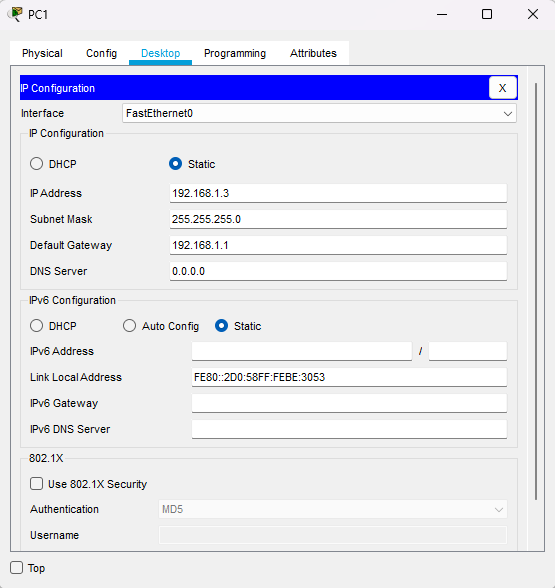 PC1
Physical Config Desktop Programming Attributes
IP Configuration X
Interface FastEthernet0
IP Configuration
DHCP Static
IP Address 192.168.1.3
Subnet Mask 255.255.255.0
Default Gateway 192.168.1.1
DNS Server 0.0.0.0
IPv6 Configuration
DHCP Auto Config Static
IPv6 Address /
Link Local Address FE80::2D0:58FF:FEBE:3053
IPv6 Gateway
IPv6 DNS Server
802.1X
Use 802.1X Security
Authentication MD5
Username
Top